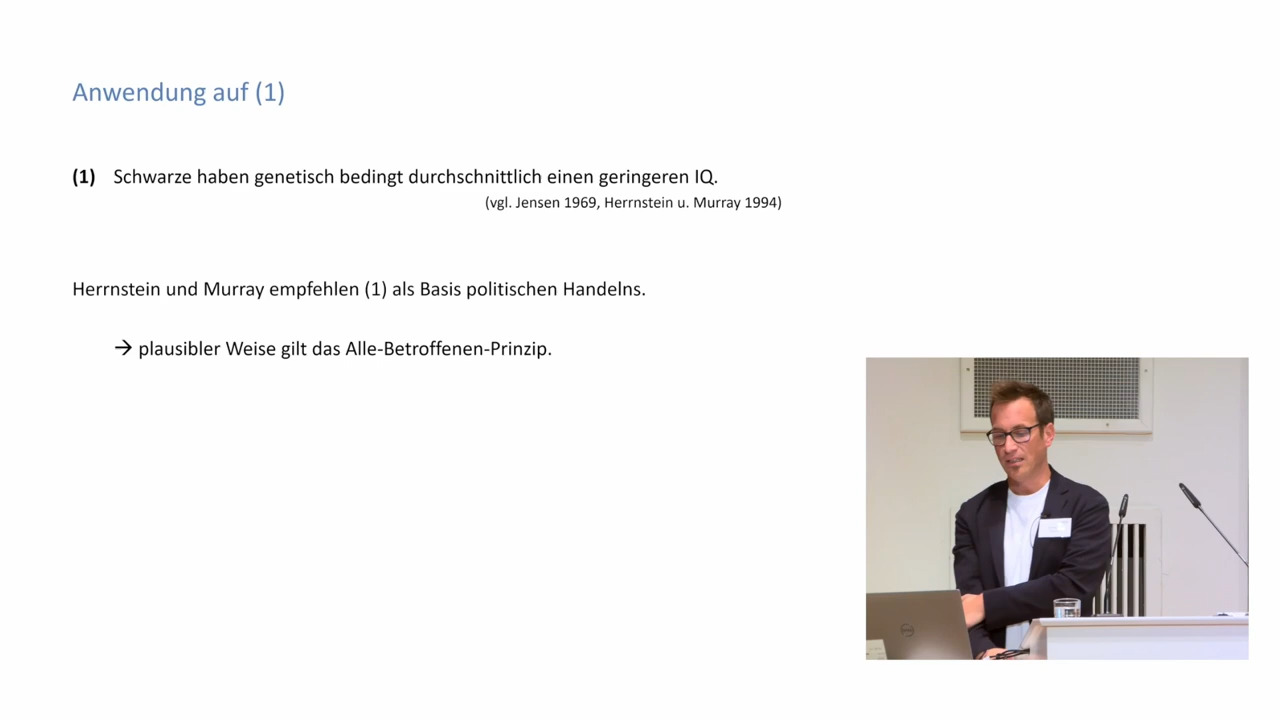 Anwendung auf (1)
(1) Schwarze haben genetisch bedingt durchschnittlich einen geringeren IQ.
(vgl. Jensen 1969, Herrnstein u. Murray 1994)
Herrnstein und Murray empfehlen (1) als Basis politischen Handelns.
→ plausibler Weise gilt das Alle-Betroffenen-Prinzip.